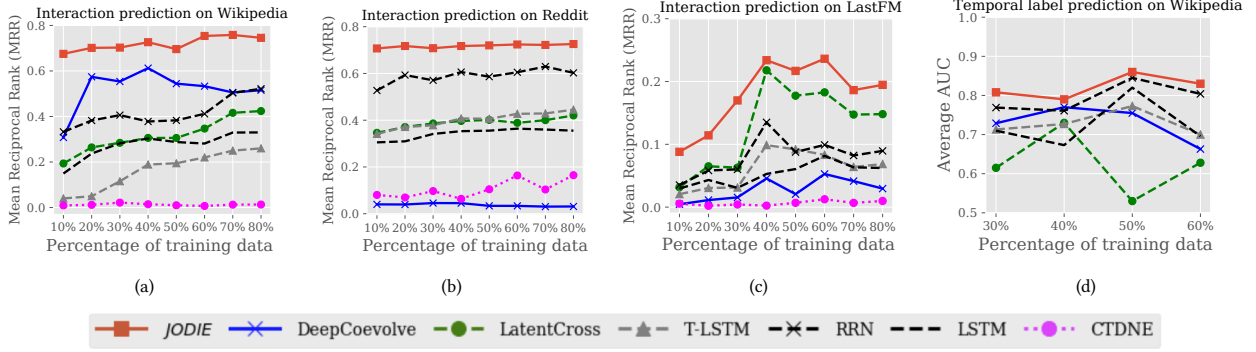 Interaction prediction on Wikipedia
Mean Reciprocal Rank (MRR)
0.8
0.6
0.4
0.2
0.0
10% 20% 30% 40% 50% 60% 70% 80%
Percentage of training data
(a)
Interaction prediction on Reddit
Mean Reciprocal Rank (MRR)
0.8
0.6
0.4
0.2
0.0
10% 20% 30% 40% 50% 60% 70% 80%
Percentage of training data
(b)
Interaction prediction on LastFM
Mean Reciprocal Rank (MRR)
0.3
0.2
0.1
0.0
10% 20% 30% 40% 50% 60% 70% 80%
Percentage of training data
(c)
Temporal label prediction on Wikipedia
Average AUC
1.0
0.9
0.8
0.7
0.6
0.5
30% 40% 50% 60%
Percentage of training data
(d)
JODIE DeepCoevolve LatentCross T-LSTM RRN LSTM CTDNE